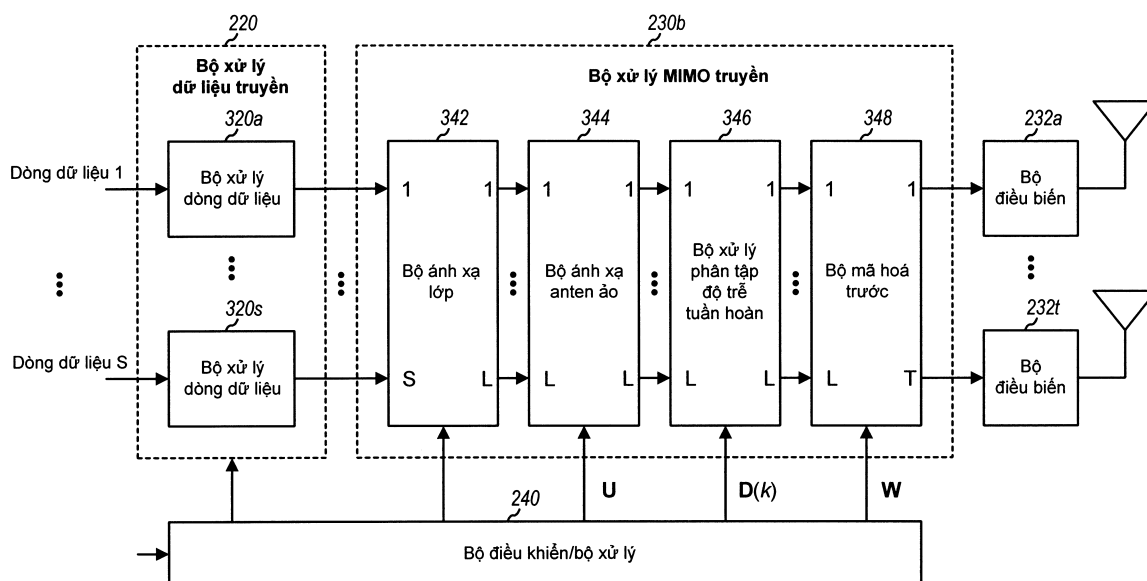 220
230b
Bộ xử lý
dữ liệu truyền
Bộ xử lý MIMO truyền
320a
342
344
346
348
232a
Dòng dữ liệu 1
Bộ xử lý
dòng dữ liệu
1
1
1
1
1
1
1
1
Bộ
điều biến
Bộ ánh xạ
lớp
Bộ ánh xạ
anten ảo
Bộ xử lý
phân tập
độ trễ
tuần hoàn
Bộ mã hoá
trước
320s
232t
Dòng dữ liệu S
Bộ xử lý
dòng dữ liệu
S
L
L
L
L
L
L
T
Bộ
điều biến
U
D(k)
W
240
Bộ điều khiển/bộ xử lý